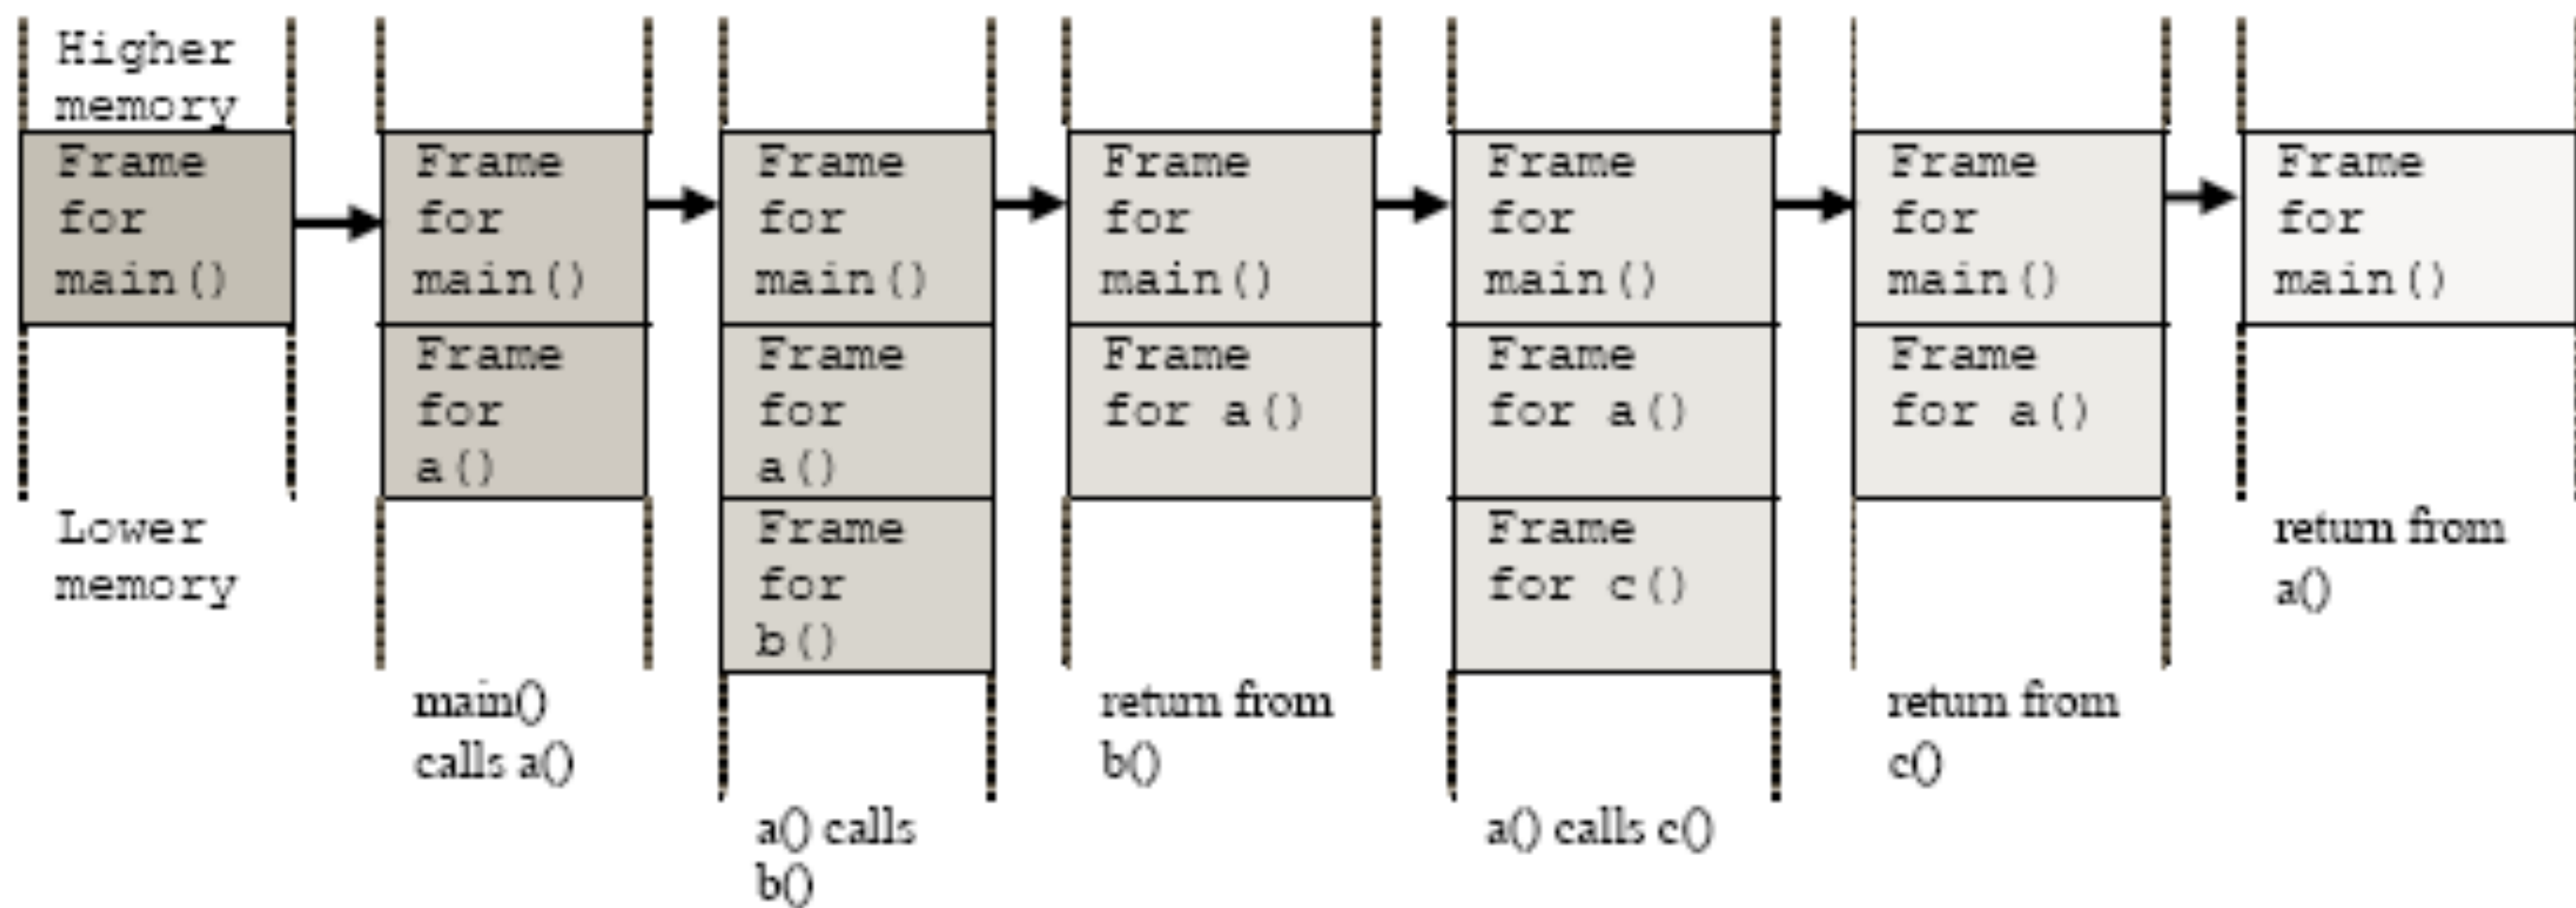 Higher
memory
Frame
for
main()
Lower
memory
Frame
for
main()
Frame
for
a()
main()
calls a()
Frame
for
main()
Frame
for
a()
Frame
for
b()
a() calls
b()
Frame
for
main()
Frame
for a()
return from
b()
Frame
for
main()
Frame
for a()
Frame
for c()
a() calls c()
Frame
for
main()
Frame
for a()
return from
c()
Frame
for
main()
return from
a()